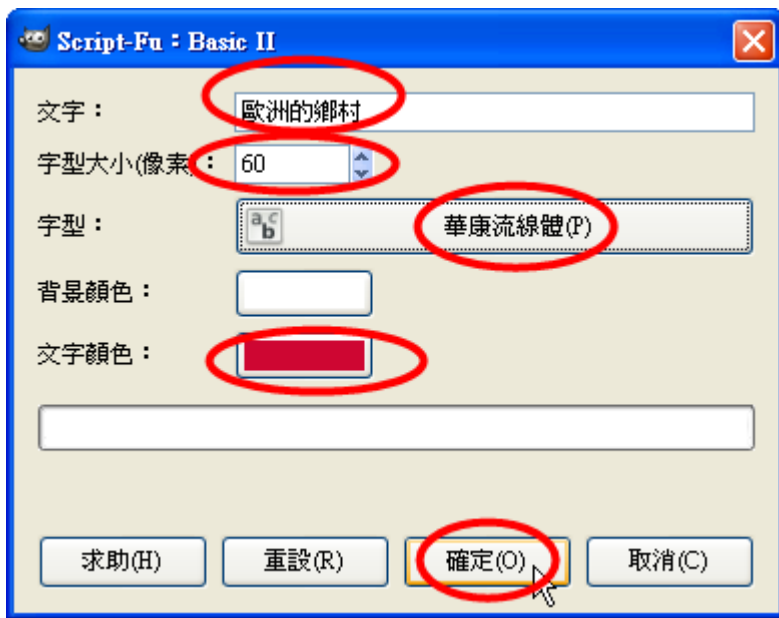 Script-Fu：Basic II
文字： 歐洲的鄉村
字型大小(像素)： 60
字型： abc 華康流線體(P)
背景顏色：
文字顏色：
求助(H) 重設(R) 確定(O) 取消(C)